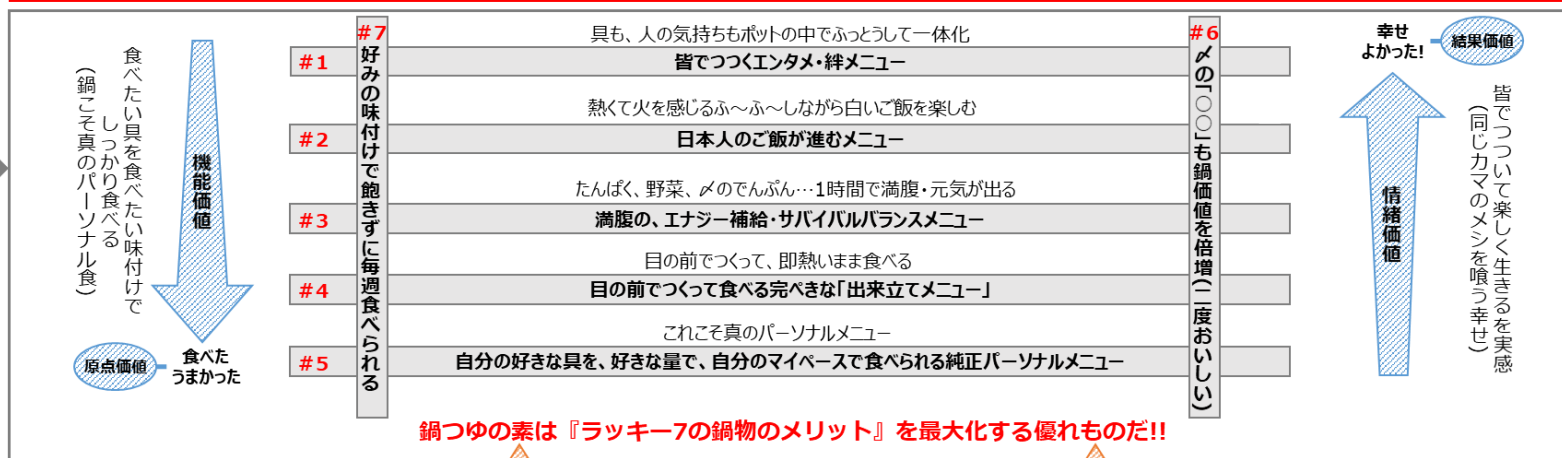 食べたい具を食べたい味付けで
しっかり食べる
(鍋こそ真のパーソナル食)
機能価値
原点価値
食べた
うまかった
#7
好みの味付けで飽きずに毎週食べられる
具も、人の気持ちもポットの中でふっとうして一体化
#1
皆でつつくエンタメ・絆メニュー
熱くて火を感じるふ～ふ～しながら白いご飯を楽しむ
#2
日本人のご飯が進むメニュー
たんぱく、野菜、〆のでんぷん…1時間で満腹・元気が出る
#3
満腹の、エナジー補給・サバイバルバランスメニュー
目の前でつくって、即熱いまま食べる
#4
目の前でつくって食べる完ぺきな「出来立てメニュー」
これこそ真のパーソナルメニュー
#5
自分の好きな具を、好きな量で、自分のマイペースで食べられる純正パーソナルメニュー
#6
〆の「○○」も鍋価値を倍増(二度おいしい)
幸せ
よかった!
結果価値
情緒価値
皆でつついて楽しく生きるを実感
(同じカマのメシを喰う幸せ)
鍋つゆの素は『ラッキー7の鍋物のメリット』を最大化する優れものだ!!